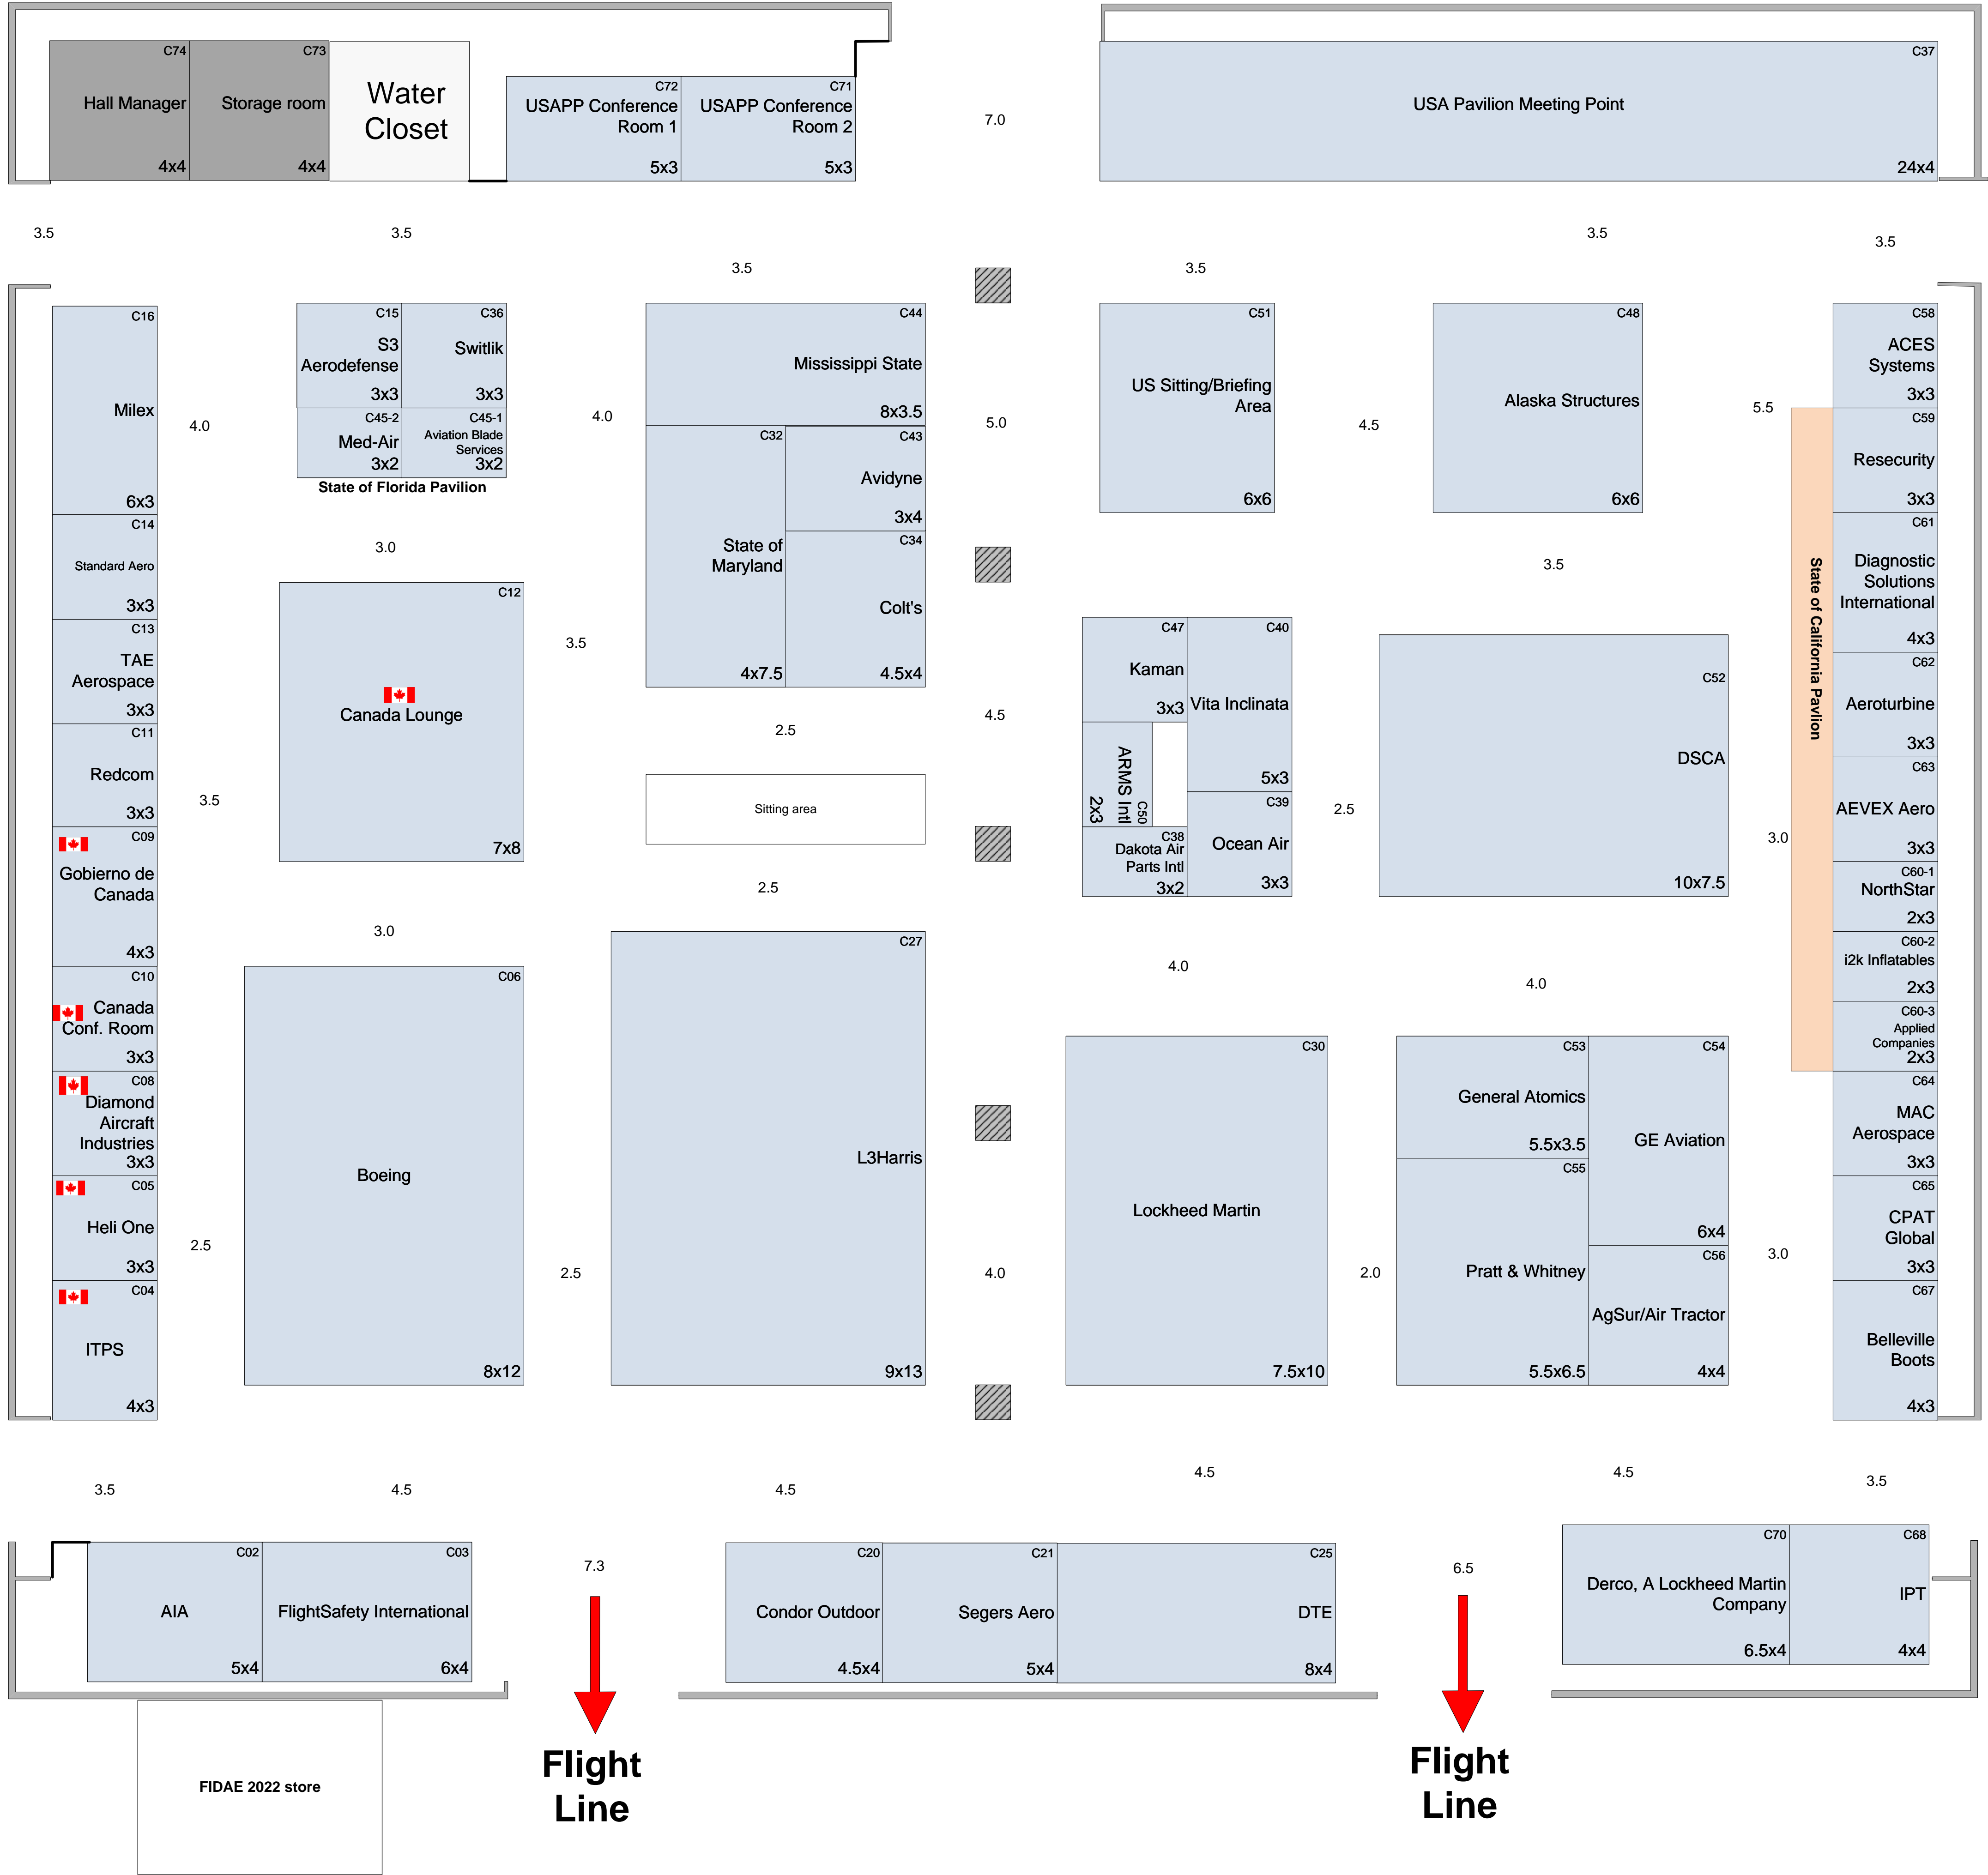 C74
Hall Manager
4x4
C73
Storage room
4x4
Water
Closet
C72
USAPP Conference
Room 1
5x3
C71
USAPP Conference
Room 2
5x3
7.0
C37
USA Pavilion Meeting Point
24x4
3.5
3.5
3.5
3.5
3.5
3.5
C16
Milex
6x3
C14
Standard Aero
3x3
C13
TAE
Aerospace
3x3
C11
Redcom
3x3
C09
Gobierno de
Canada
4x3
C10
Canada
Conf. Room
3x3
C08
Diamond
Aircraft
Industries
3x3
C05
Heli One
3x3
C04
ITPS
4x3
4.0
3.5
2.5
C15
S3
Aerodefense
3x3
C36
Switlik
3x3
C45-2
Med-Air
3x2
C45-1
Aviation Blade
Services
3x2
State of Florida Pavilion
3.0
C12
Canada Lounge
7x8
3.0
C06
Boeing
8x12
4.0
3.5
2.5
C44
Mississippi State
8x3.5
C32
State of
Maryland
4x7.5
C43
Avidyne
3x4
C34
Colt's
4.5x4
2.5
Sitting area
2.5
C27
L3Harris
9x13
5.0
4.5
4.0
C51
US Sitting/Briefing
Area
6x6
4.5
C48
Alaska Structures
6x6
5.5
3.5
C47
Kaman
3x3
C40
Vita Inclinata
5x3
C50
ARMS Intl
2x3
C38
Dakota Air
Parts Intl
3x2
C39
Ocean Air
3x3
2.5
C52
DSCA
10x7.5
3.0
4.0
4.0
C30
Lockheed Martin
7.5x10
2.0
C53
General Atomics
5.5x3.5
C54
GE Aviation
6x4
C55
Pratt & Whitney
5.5x6.5
C56
AgSur/Air Tractor
4x4
3.0
State of California Pavlion
C58
ACES
Systems
3x3
C59
Resecurity
3x3
C61
Diagnostic
Solutions
International
4x3
C62
Aeroturbine
3x3
C63
AEVEX Aero
3x3
C60-1
NorthStar
2x3
C60-2
i2k Inflatables
2x3
C60-3
Applied
Companies
2x3
C64
MAC
Aerospace
3x3
C65
CPAT
Global
3x3
C67
Belleville
Boots
4x3
3.5
4.5
4.5
4.5
4.5
3.5
C02
AIA
5x4
C03
FlightSafety International
6x4
7.3
C20
Condor Outdoor
4.5x4
C21
Segers Aero
5x4
C25
DTE
8x4
6.5
C70
Derco, A Lockheed Martin
Company
6.5x4
C68
IPT
4x4
FIDAE 2022 store
Flight
Line
Flight
Line